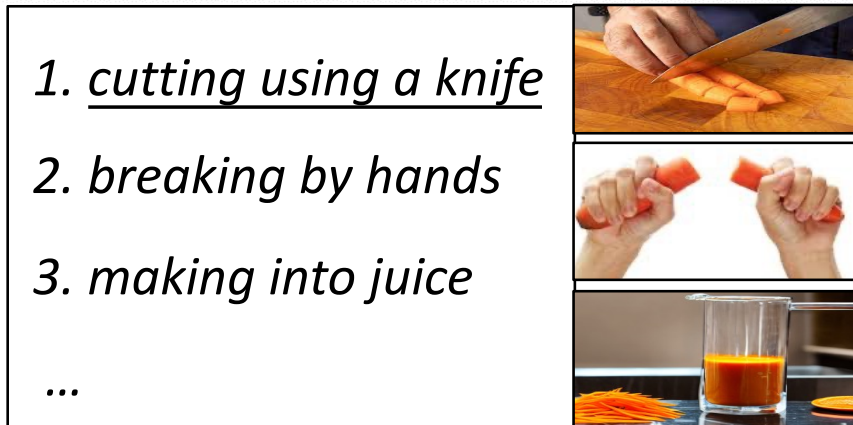 1. cutting using a knife
2. breaking by hands
3. making into juice
...